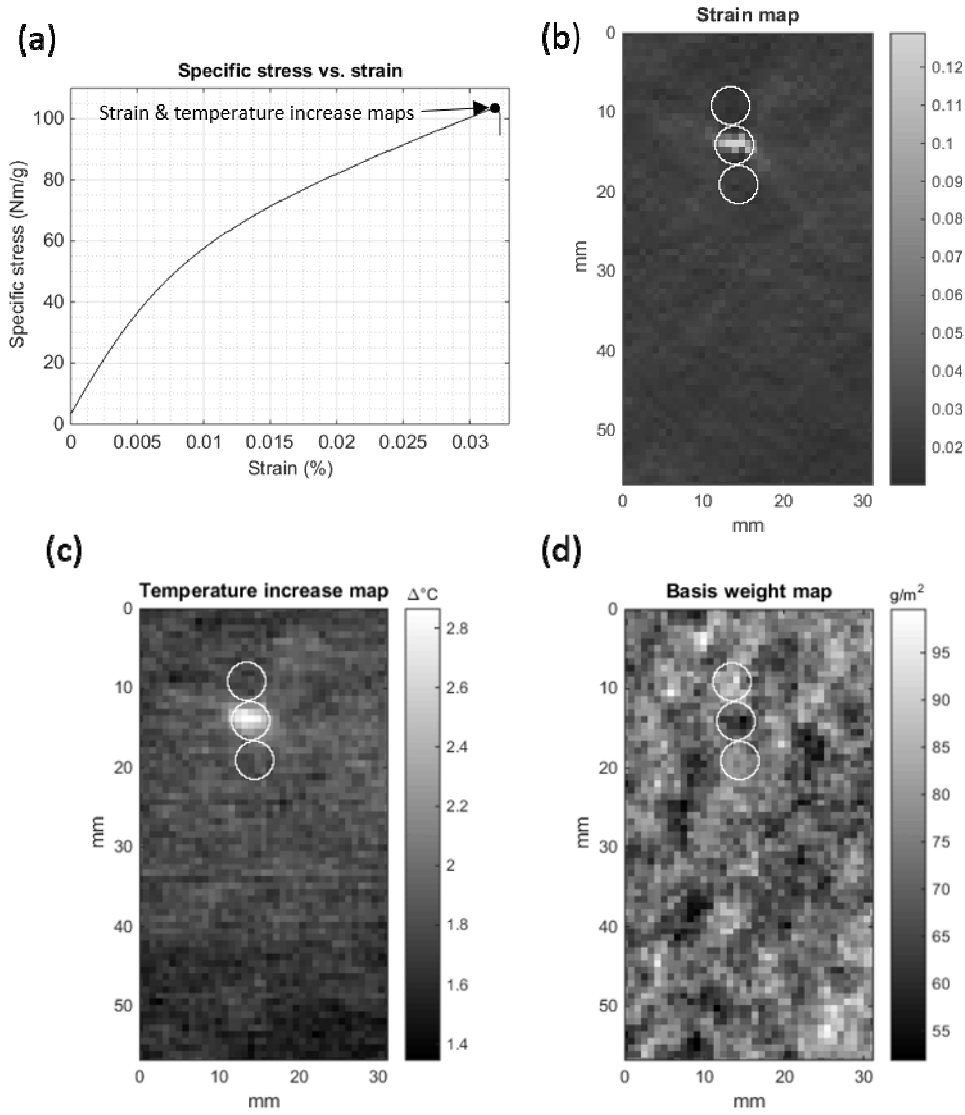 (a)
Specific stress vs. strain
Strain & temperature increase maps
100
80
60
40
20
0
0 0.005 0.01 0.015 0.02 0.025 0.03
Specific stress (Nm/g)
Strain (%)
(b)
Strain map
0
10
20
30
40
50
0 10 20 30
mm
mm
0.12
0.11
0.1
0.09
0.08
0.07
0.06
0.05
0.04
0.03
0.02
(c)
Temperature increase map
Δ°C
0
10
20
30
40
50
0 10 20 30
mm
mm
2.8
2.6
2.4
2.2
2
1.8
1.6
1.4
(d)
Basis weight map
g/m²
0
10
20
30
40
50
0 10 20 30
mm
mm
95
90
85
80
75
70
65
60
55